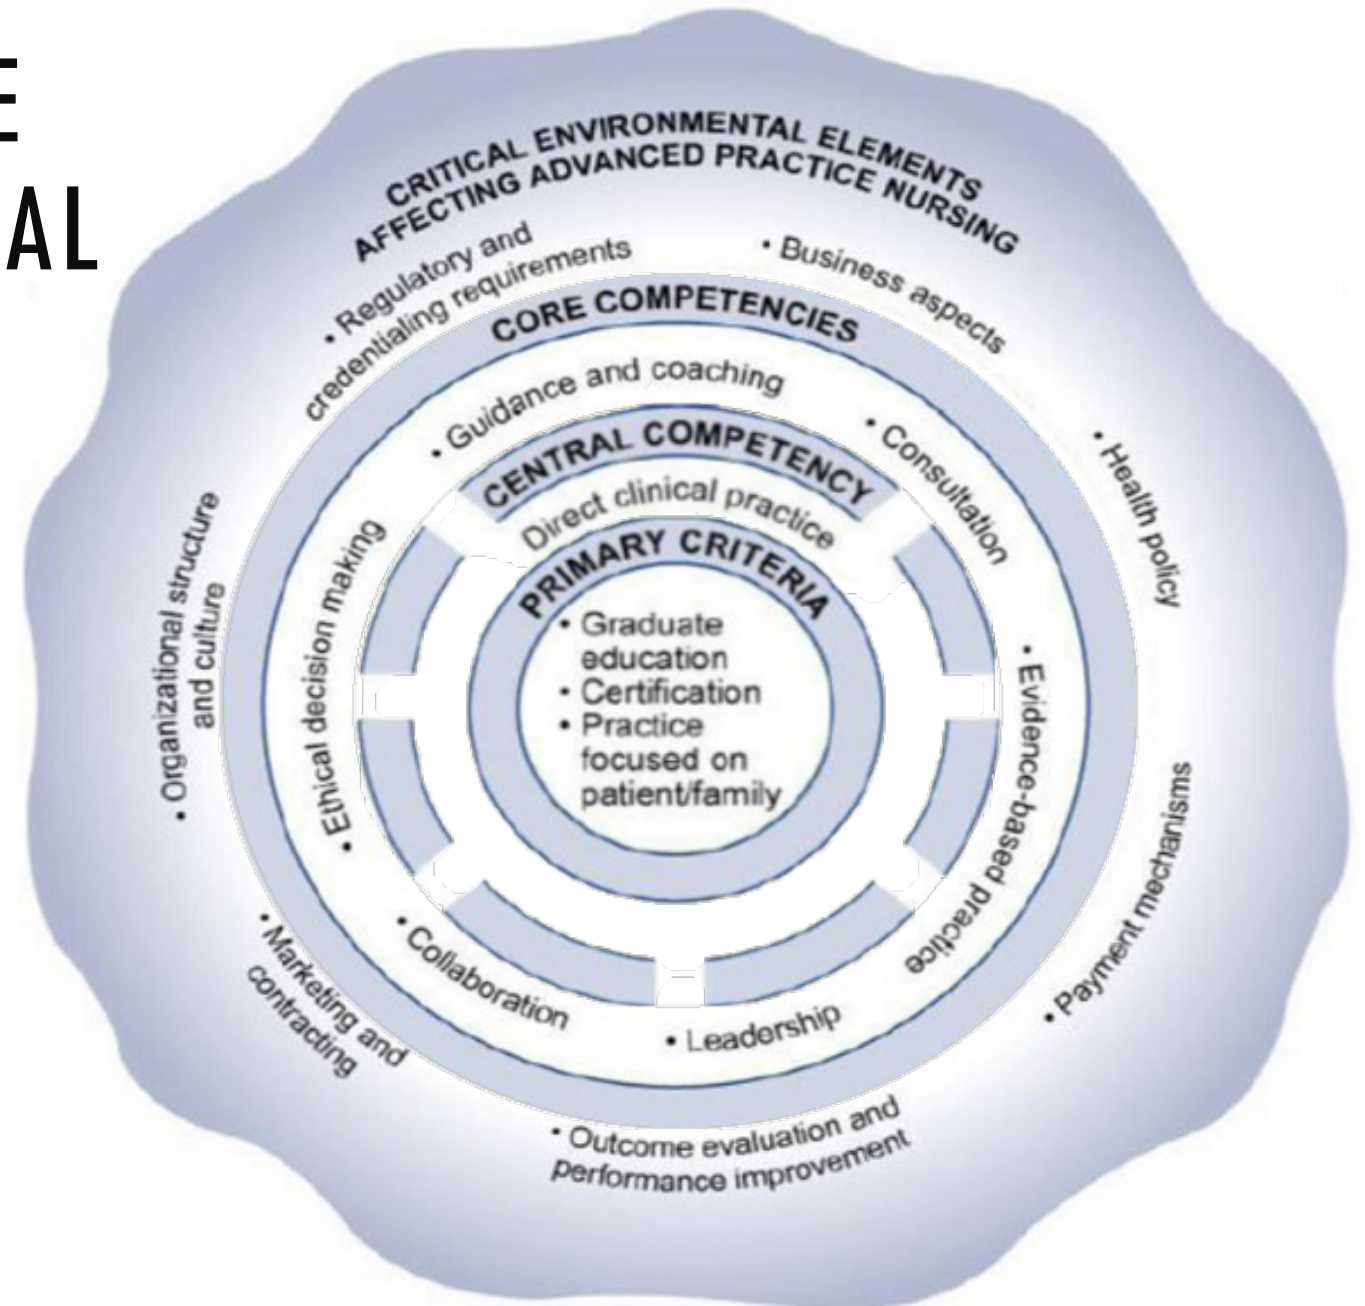 E
AL
CRITICAL ENVIRONMENTAL ELEMENTS
AFFECTING ADVANCED PRACTICE NURSING
• Regulatory and
credentialing requirements
• Business aspects
• Health policy
• Payment mechanisms
• Outcome evaluation and
performance improvement
• Marketing and
contracting
• Organizational structure
and culture
CORE COMPETENCIES
• Guidance and coaching
• Consultation
• Evidence-based practice
• Leadership
• Collaboration
• Ethical decision making
CENTRAL COMPETENCY
Direct clinical practice
PRIMARY CRITERIA
• Graduate
education
• Certification
• Practice
focused on
patient/family